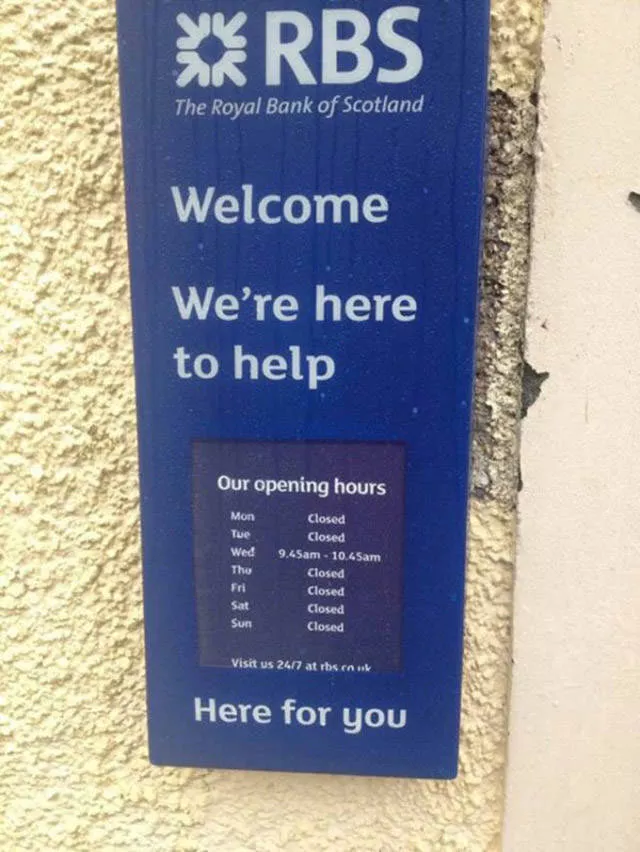 RBS
The Royal Bank of Scotland
Welcome
We're here
to help
Our opening hours
Mon Closed
Tue Closed
Wed 9.45am - 10.45am
Thu Closed
Fri Closed
Sat Closed
Sun Closed
Visit us 24/7 at rbs.co.uk
Here for you